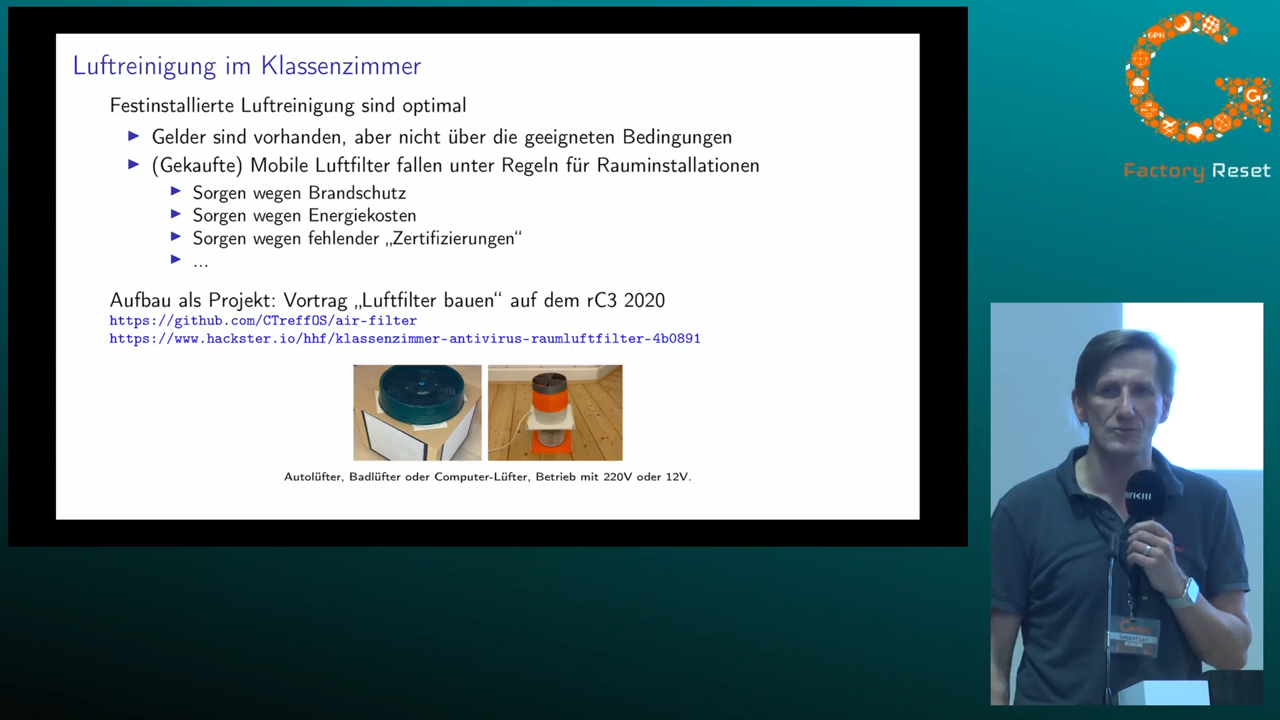 Luftreinigung im Klassenzimmer
Festinstallierte Luftreinigung sind optimal
Gelder sind vorhanden, aber nicht über die geeigneten Bedingungen
(Gekaufte) Mobile Luftfilter fallen unter Regeln für Rauminstallationen
Sorgen wegen Brandschutz
Sorgen wegen Energiekosten
Sorgen wegen fehlender „Zertifizierungen“
...
Aufbau als Projekt: Vortrag „Luftfilter bauen“ auf dem rC3 2020
https://github.com/CTreffOS/air-filter
https://www.hackster.io/hhf/klassenzimmer-antivirus-raumluftfilter-4b0891
Autolüfter, Badlüfter oder Computer-Lüfter, Betrieb mit 220V oder 12V.
GPN
Factory Reset